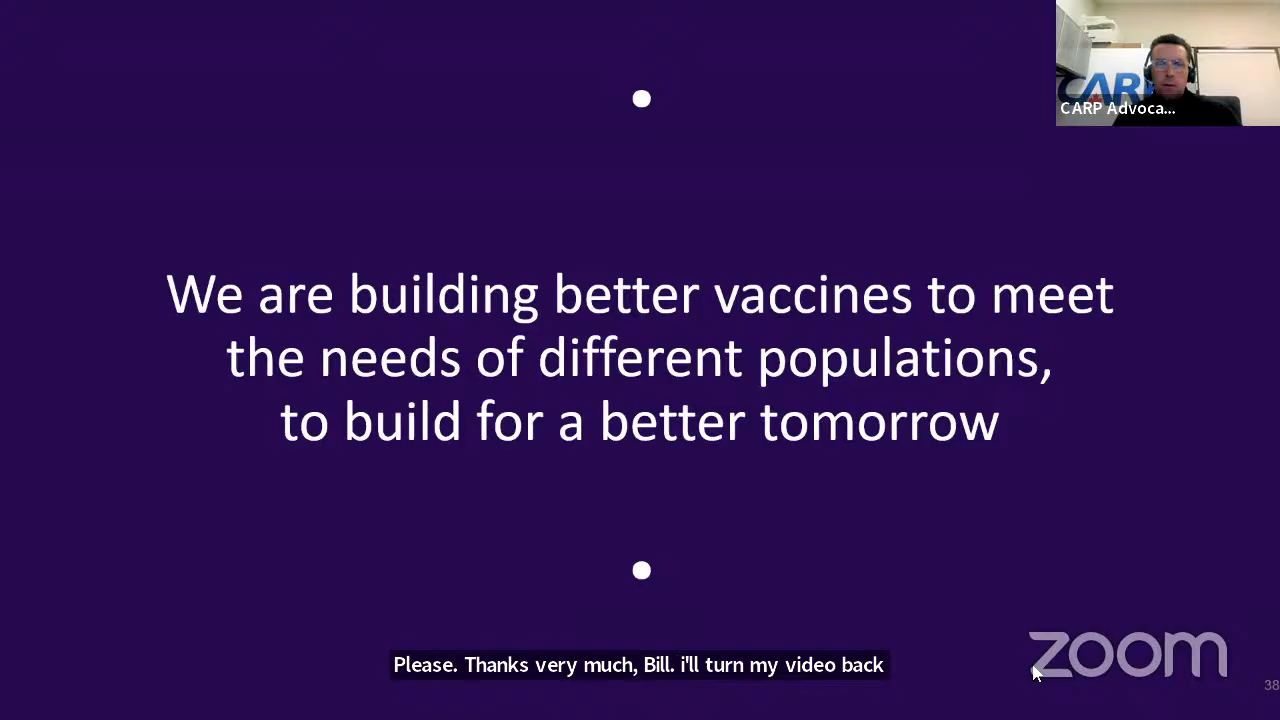 CARP
CARP Advoca...
We are building better vaccines to meet
the needs of different populations,
to build for a better tomorrow
Please. Thanks very much, Bill. i'll turn my video back
zoom
38